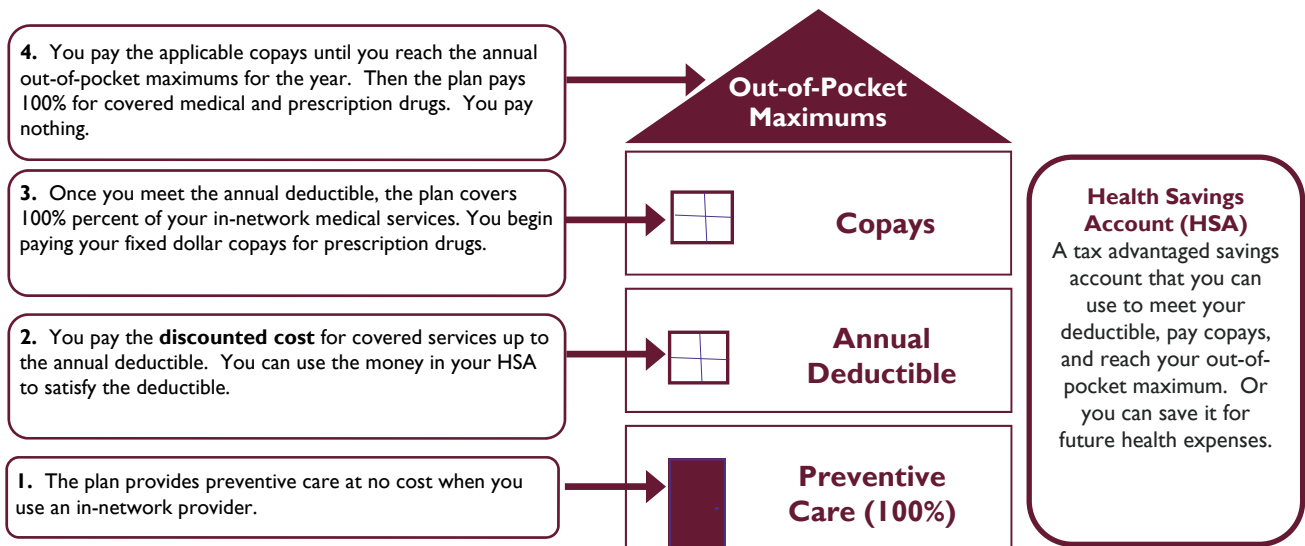 4. You pay the applicable copays until you reach the annual
out-of-pocket maximums for the year. Then the plan pays
100% for covered medical and prescription drugs. You pay
nothing.
Out-of-Pocket
Maximums
3. Once you meet the annual deductible, the plan covers
100% percent of your in-network medical services. You begin
paying your fixed dollar copays for prescription drugs.
Copays
2. You pay the discounted cost for covered services up to
the annual deductible. You can use the money in your HSA
to satisfy the deductible.
Annual
Deductible
1. The plan provides preventive care at no cost when you
use an in-network provider.
Preventive
Care (100%)
Health Savings
Account (HSA)
A tax advantaged savings
account that you can
use to meet your
deductible, pay copays,
and reach your out-of-
pocket maximum. Or
you can save it for
future health expenses.